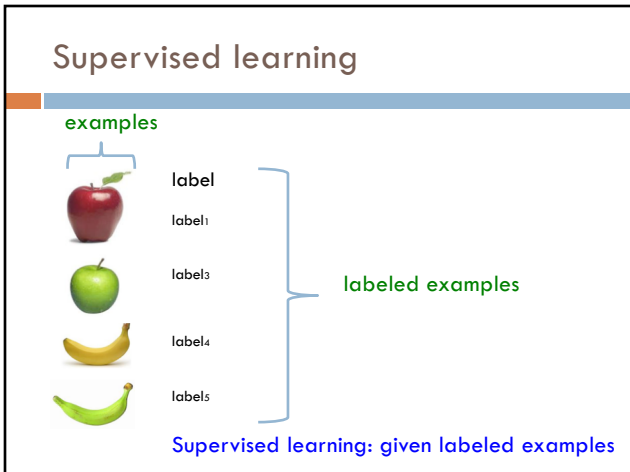 Supervised learning
examples
label
label₁
label₃
labeled examples
label₄
label₅
Supervised learning: given labeled examples